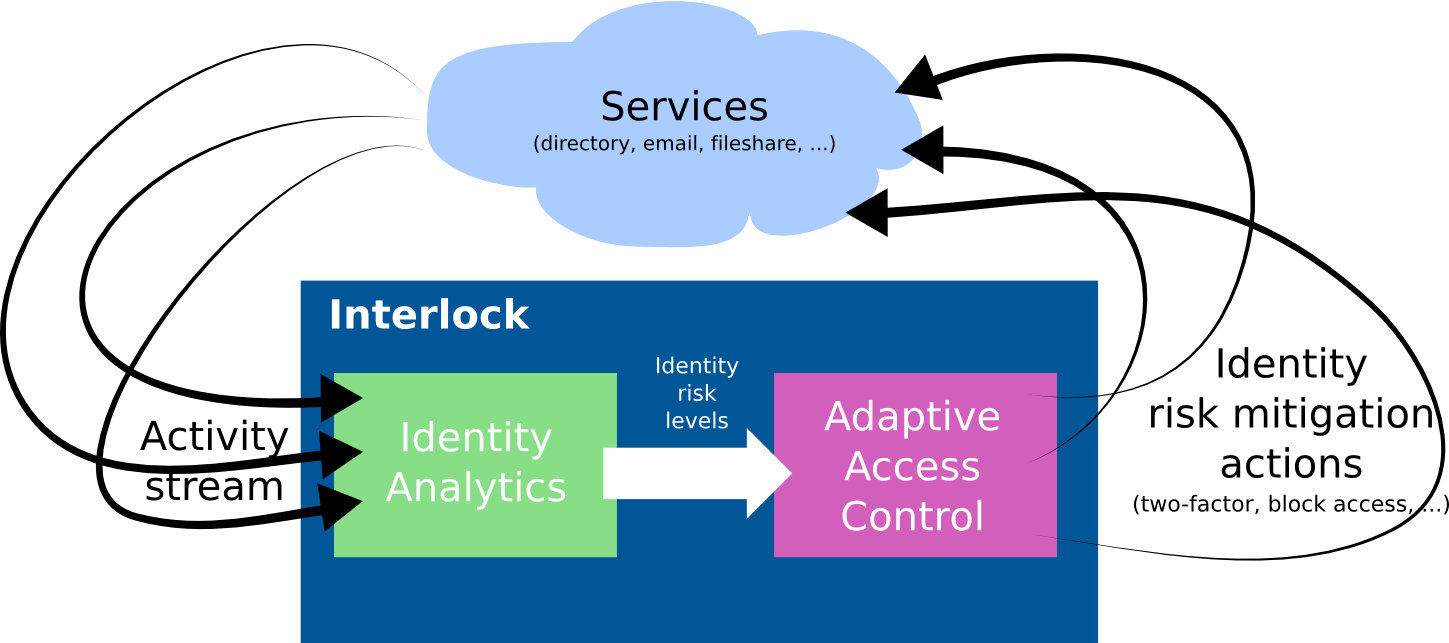 Services
(directory, email, fileshare, ...)
Interlock
Activity
stream
Identity
Analytics
Identity
risk
levels
Adaptive
Access
Control
Identity
risk mitigation
actions
(two-factor, block access, ...)